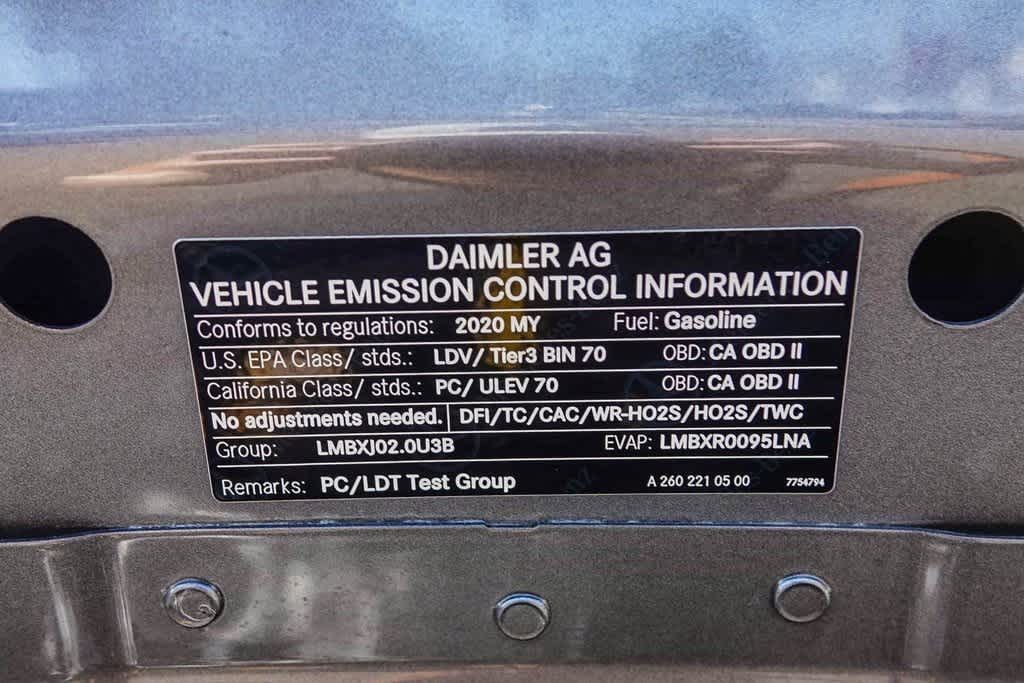 DAIMLER AG
VEHICLE EMISSION CONTROL INFORMATION
Conforms to regulations: 2020 MY Fuel: Gasoline
U.S. EPA Class/ stds.: LDV/ Tier3 BIN 70 OBD: CA OBD II
California Class/ stds.: PC/ ULEV 70 OBD: CA OBD II
No adjustments needed. DFI/TC/CAC/WR-HO2S/HO2S/TWC
Group: LMBXJ02.0U3B EVAP: LMBXR0095LNA
Remarks: PC/LDT Test Group A 260 221 05 00 7754794